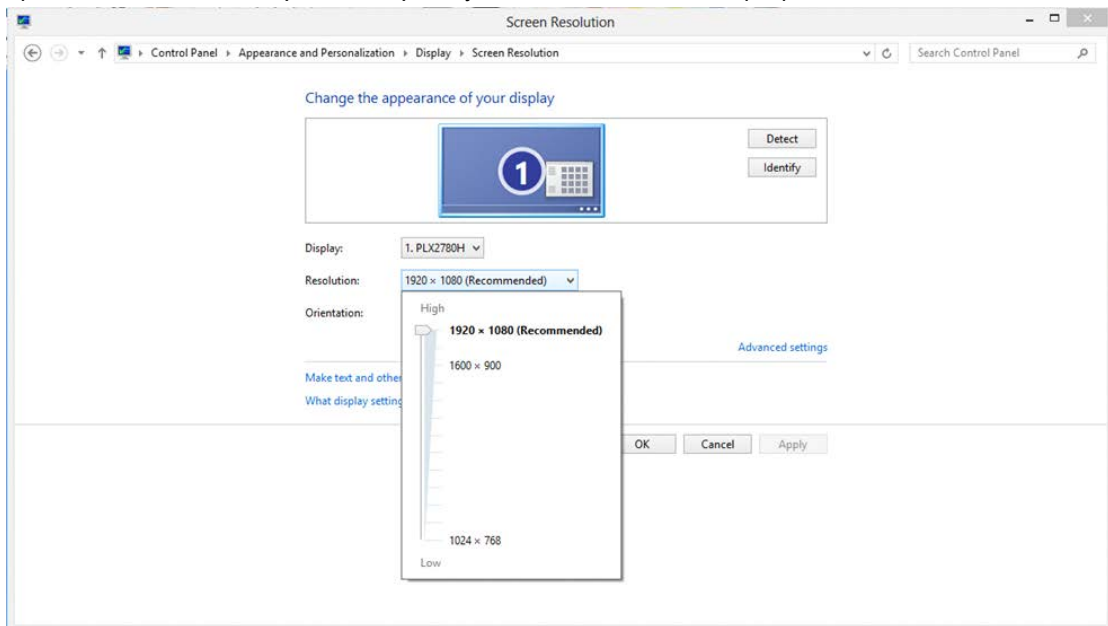 Screen Resolution
Control Panel ▸ Appearance and Personalization ▸ Display ▸ Screen Resolution
Search Control Panel
Change the appearance of your display
1
Detect
Identify
Display: 1. PLX2780H
Resolution: 1920 × 1080 (Recommended)
Orientation:
High
1920 × 1080 (Recommended)
Advanced settings
1600 × 900
Make text and other
What display setting
OK Cancel Apply
1024 × 768
Low